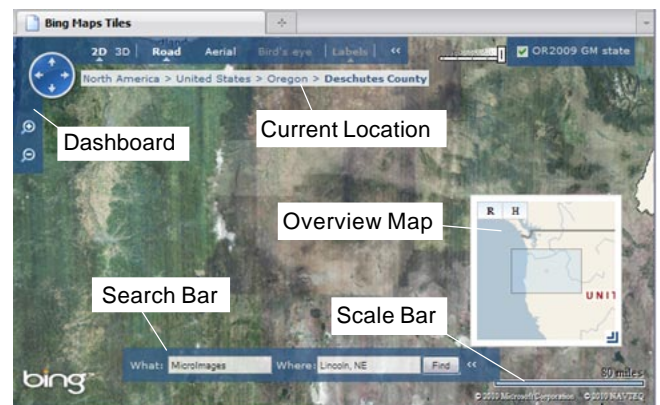 Bing Maps Tiles
2D 3D Road Aerial Bird's eye Labels «
OR2009 GM state
North America > United States > Oregon > Deschutes County
Dashboard
Current Location
Overview Map
R H
UNIT
Search Bar
Scale Bar
What: MicroImages Where: Lincoln, NE Find «
80 miles
bing
© 2010 Microsoft Corporation © 2010 NAVTEQ